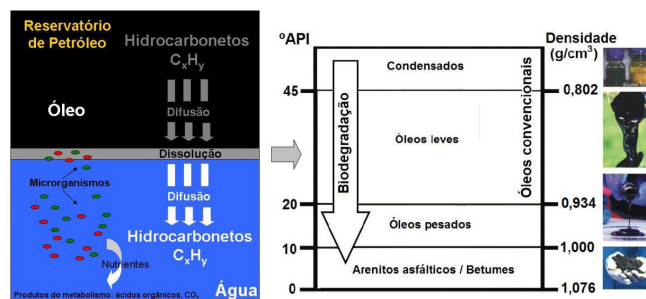 Reservatório
de Petróleo
Hidrocarbonetos
CxHy
Óleo
Difusão
Dissolução
Microrganismos
Difusão
Hidrocarbonetos
CxHy
Nutrientes
Produtos do metabolismo: ácidos orgânicos, CO2
Água
ºAPI
45
20
10
0
Biodegradação
Condensados
Óleos leves
Óleos pesados
Arenitos asfálticos / Betumes
Óleos convencionais
Densidade
(g/cm³)
0,802
0,934
1,000
1,076